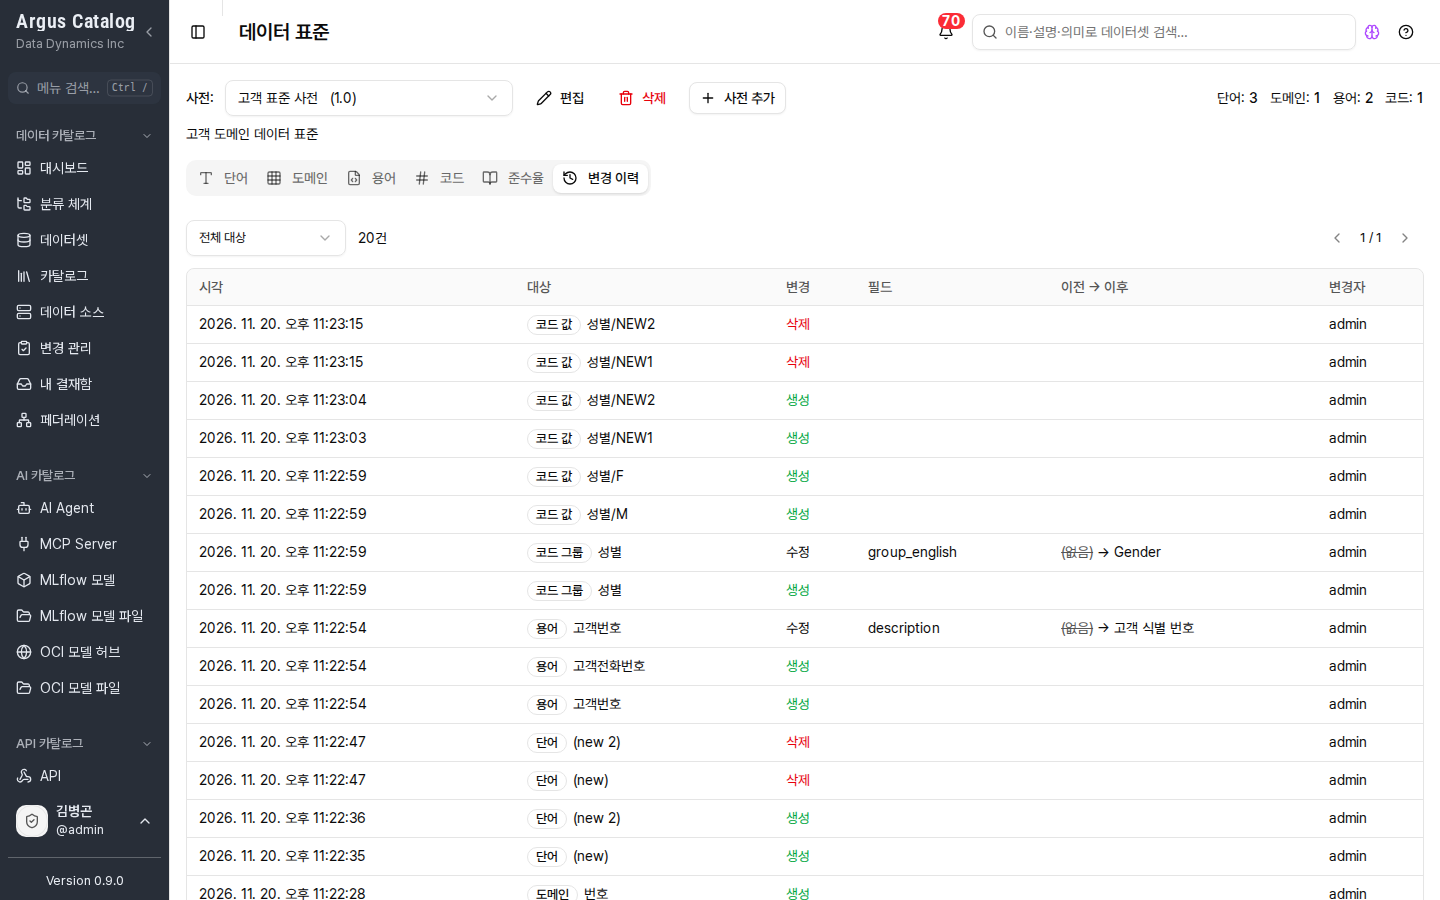 Argus Catalog
Data Dynamics Inc
메뉴 검색... Ctrl /
데이터 카탈로그
대시보드
분류 체계
데이터셋
카탈로그
데이터 소스
변경 관리
내 결재함
페더레이션
AI 카탈로그
AI Agent
MCP Server
MLflow 모델
MLflow 모델 파일
OCI 모델 허브
OCI 모델 파일
API 카탈로그
API
김병곤
@admin
Version 0.9.0
데이터 표준
70
이름·설명·의미로 데이터셋 검색...
사전: 고객 표준 사전 (1.0) 편집 삭제 사전 추가
단어: 3 도메인: 1 용어: 2 코드: 1
고객 도메인 데이터 표준
단어 도메인 용어 코드 준수율 변경 이력
전체 대상 20건 1 / 1
시각 대상 변경 필드 이전 → 이후 변경자
2026. 11. 20. 오후 11:23:15 코드 값 성별/NEW2 삭제 admin
2026. 11. 20. 오후 11:23:15 코드 값 성별/NEW1 삭제 admin
2026. 11. 20. 오후 11:23:04 코드 값 성별/NEW2 생성 admin
2026. 11. 20. 오후 11:23:03 코드 값 성별/NEW1 생성 admin
2026. 11. 20. 오후 11:22:59 코드 값 성별/F 생성 admin
2026. 11. 20. 오후 11:22:59 코드 값 성별/M 생성 admin
2026. 11. 20. 오후 11:22:59 코드 그룹 성별 수정 group_english (없음) → Gender admin
2026. 11. 20. 오후 11:22:59 코드 그룹 성별 생성 admin
2026. 11. 20. 오후 11:22:54 용어 고객번호 수정 description (없음) → 고객 식별 번호 admin
2026. 11. 20. 오후 11:22:54 용어 고객전화번호 생성 admin
2026. 11. 20. 오후 11:22:54 용어 고객번호 생성 admin
2026. 11. 20. 오후 11:22:47 단어 (new 2) 삭제 admin
2026. 11. 20. 오후 11:22:47 단어 (new) 삭제 admin
2026. 11. 20. 오후 11:22:36 단어 (new 2) 생성 admin
2026. 11. 20. 오후 11:22:35 단어 (new) 생성 admin
2026. 11. 20. 오후 11:22:28 도메인 번호 생성 admin